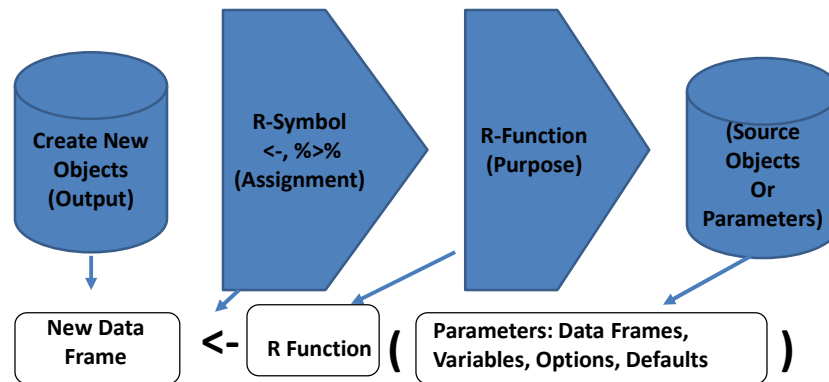 Create New
Objects
(Output)
R-Symbol
<-, %>%
(Assignment)
R-Function
(Purpose)
(Source
Objects
Or
Parameters)
New Data
Frame
<-
R Function
(
Parameters: Data Frames,
Variables, Options, Defaults
)